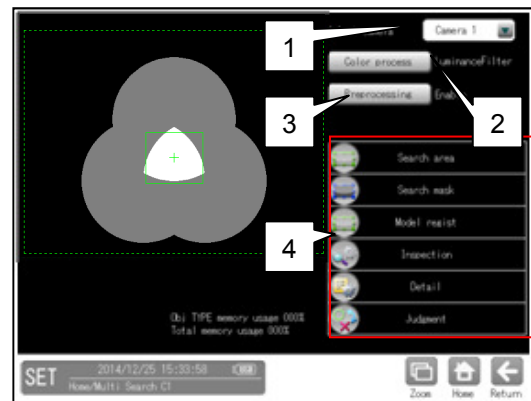 1
Camera 1
Color process
LuminanceFilter
Preprocessing
Enab
3
2
Search area
Search mask
4
Model regist
Inspection
Detail
Judgment
Obj TYPE memory usage 000%
Total memory usage 000%
SET
2014/12/25 15:33:58
Home/Multi Search C1
Zoom
Home
Return